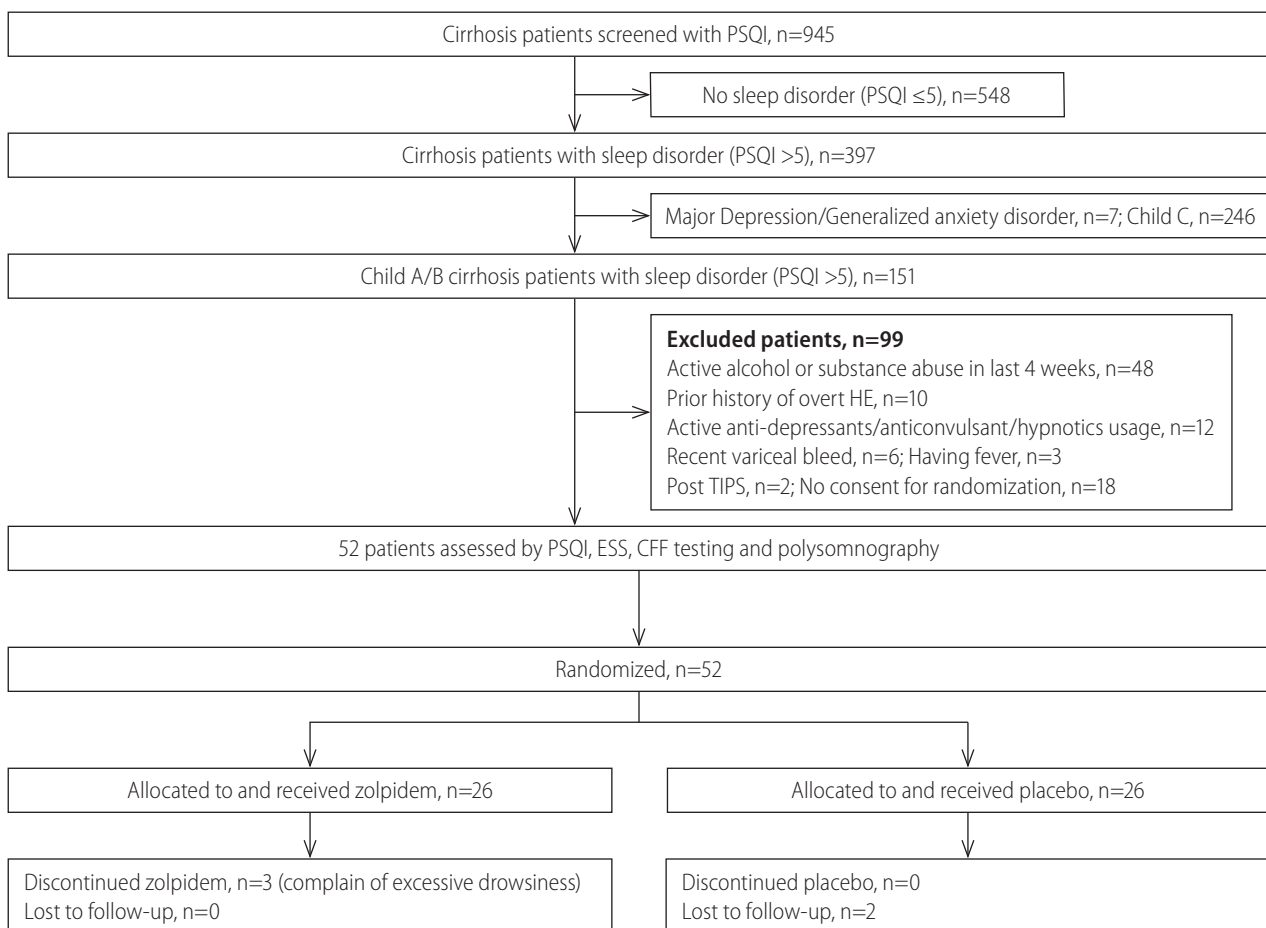 Cirrhosis patients screened with PSQI, n=945
No sleep disorder (PSQI ≤5), n=548
Cirrhosis patients with sleep disorder (PSQI >5), n=397
Major Depression/Generalized anxiety disorder, n=7; Child C, n=246
Child A/B cirrhosis patients with sleep disorder (PSQI >5), n=151
Excluded patients, n=99
Active alcohol or substance abuse in last 4 weeks, n=48
Prior history of overt HE, n=10
Active anti-depressants/anticonvulsant/hypnotics usage, n=12
Recent variceal bleed, n=6; Having fever, n=3
Post TIPS, n=2; No consent for randomization, n=18
52 patients assessed by PSQI, ESS, CFF testing and polysomnography
Randomized, n=52
Allocated to and received zolpidem, n=26
Allocated to and received placebo, n=26
Discontinued zolpidem, n=3 (complain of excessive drowsiness)
Lost to follow-up, n=0
Discontinued placebo, n=0
Lost to follow-up, n=2